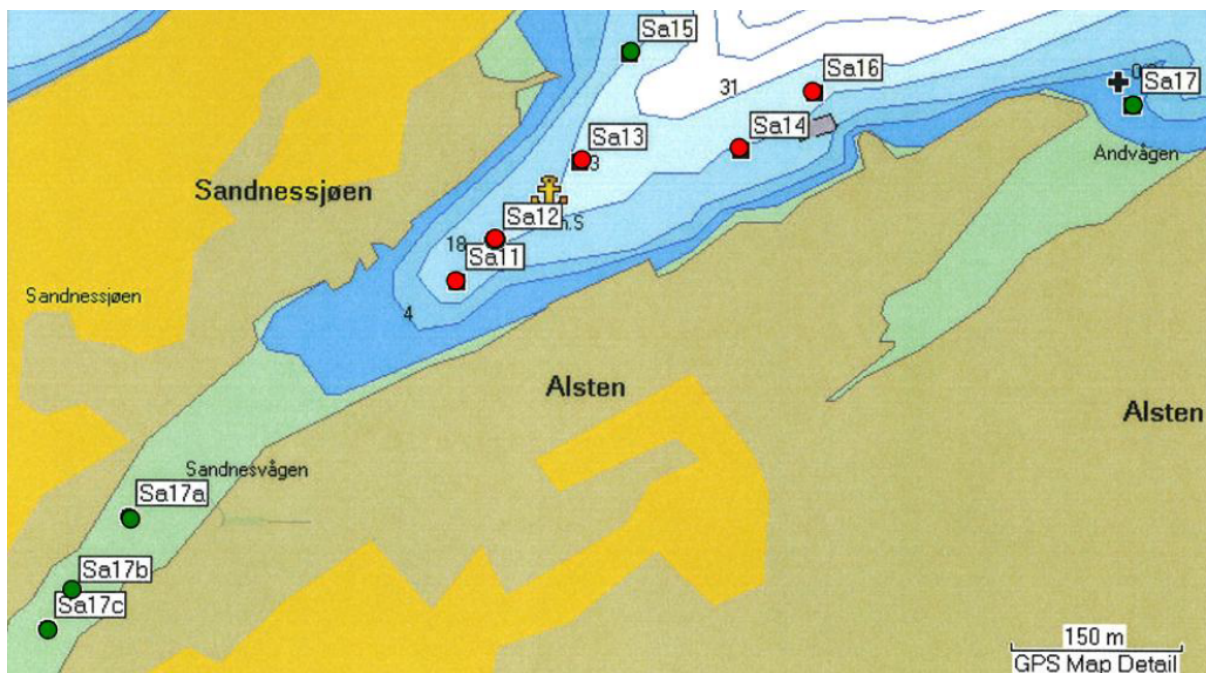 Sa15
Sa16
31
Sa17
Sa13
Sa14
3
Andvågen
Sandnessjøen
Sa12
n.S
18
Sa11
Sandnessjøen
4
Alsten
Alsten
Sandnesvågen
Sa17a
Sa17b
Sa17c
150 m
GPS Map Detail